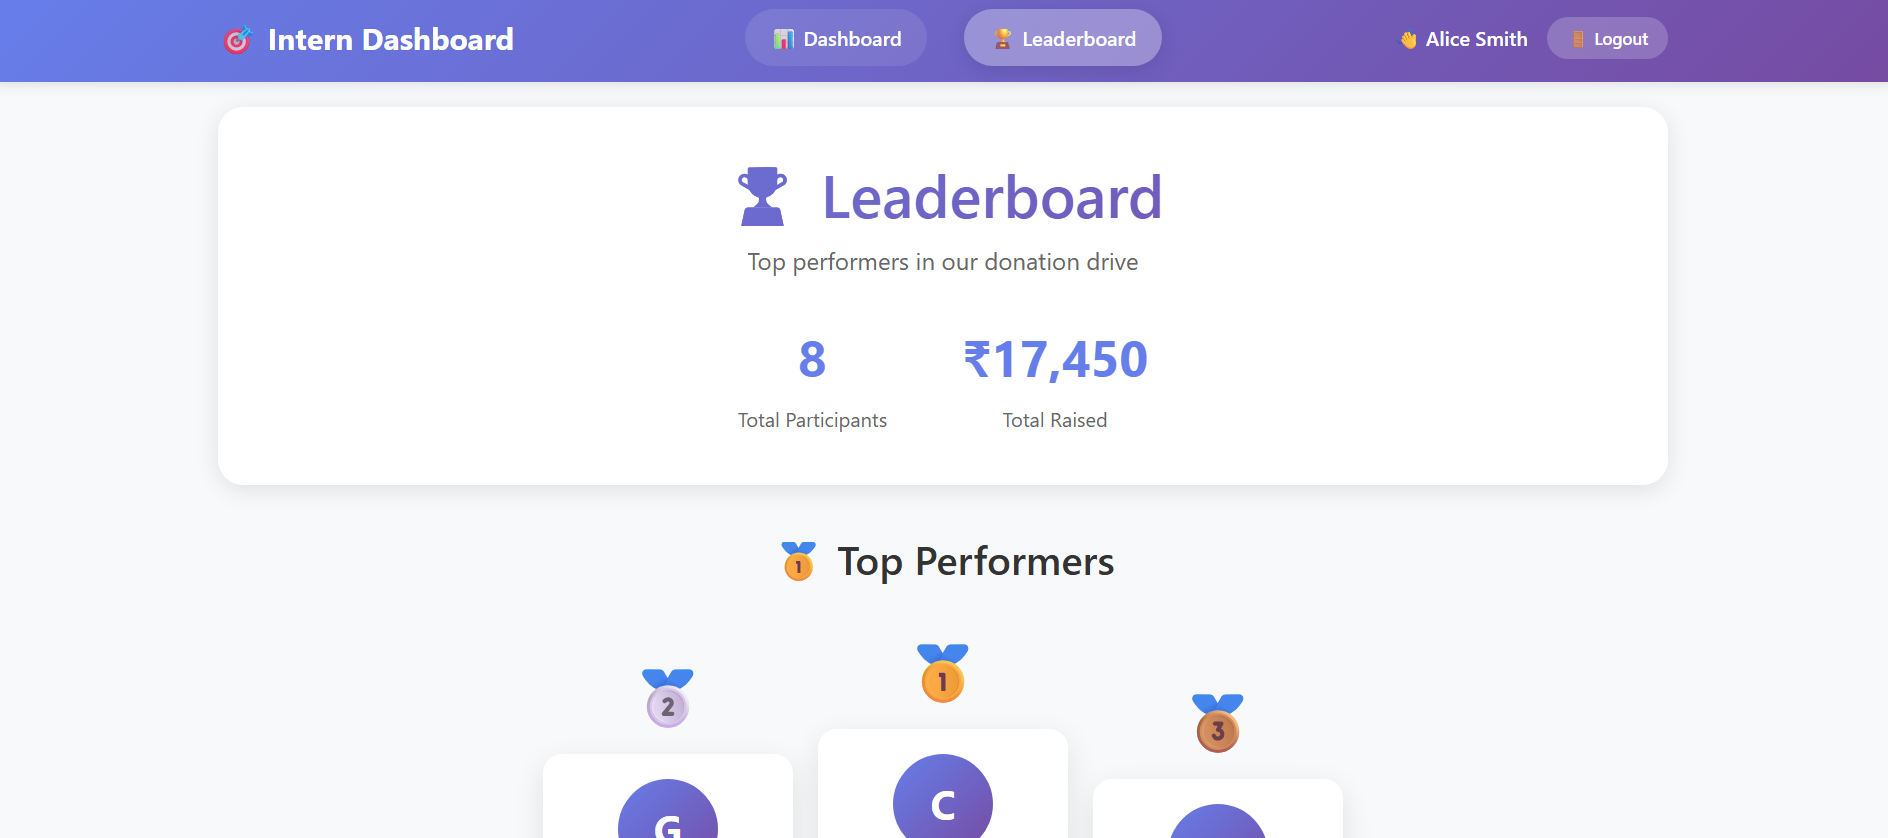 Intern Dashboard
Dashboard
Leaderboard
Alice Smith
Logout
Leaderboard
Top performers in our donation drive
8
₹17,450
Total Participants
Total Raised
1 Top Performers
2
1
3
G
C